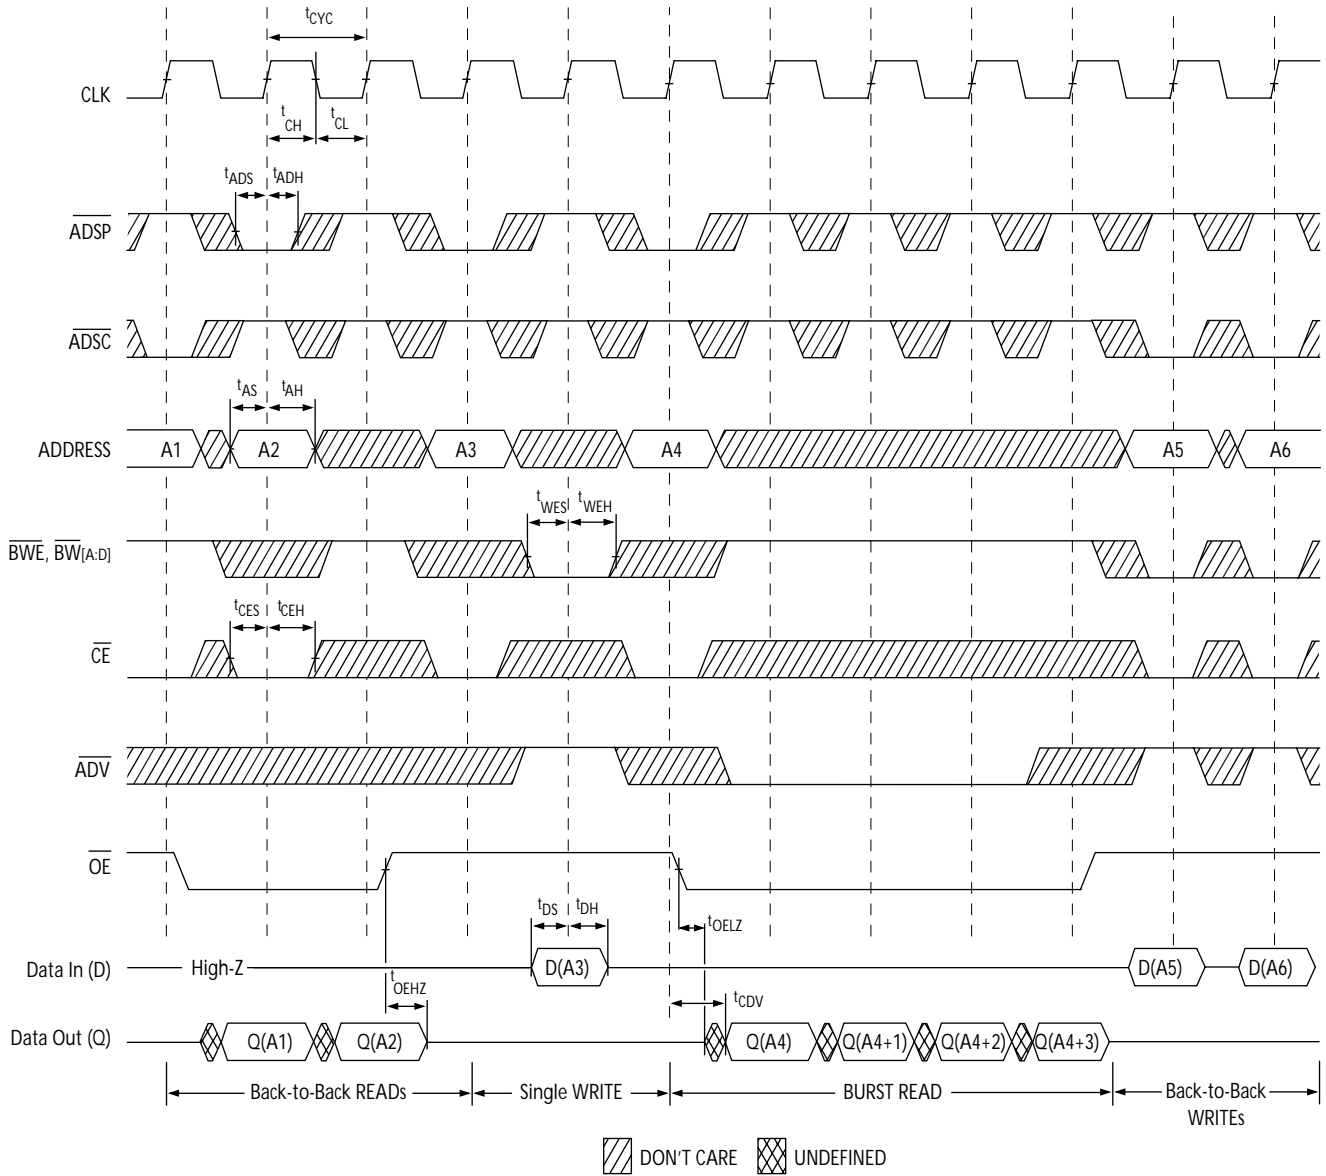 tCYC
CLK
tCH
tCL
tADS
tADH
ADSP
ADSC
tAS
tAH
ADDRESS
A1
A2
A3
A4
A5
A6
tWES
tWEH
BWE, BW[A:D]
tCES
tCEH
CE
ADV
OE
tDS
tDH
tOELZ
Data In (D)
High-Z
D(A3)
D(A5)
D(A6)
tOEHZ
tCDV
Data Out (Q)
Q(A1)
Q(A2)
Q(A4)
Q(A4+1)
Q(A4+2)
Q(A4+3)
Back-to-Back READs
Single WRITE
BURST READ
Back-to-Back
WRITEs
DON'T CARE
UNDEFINED